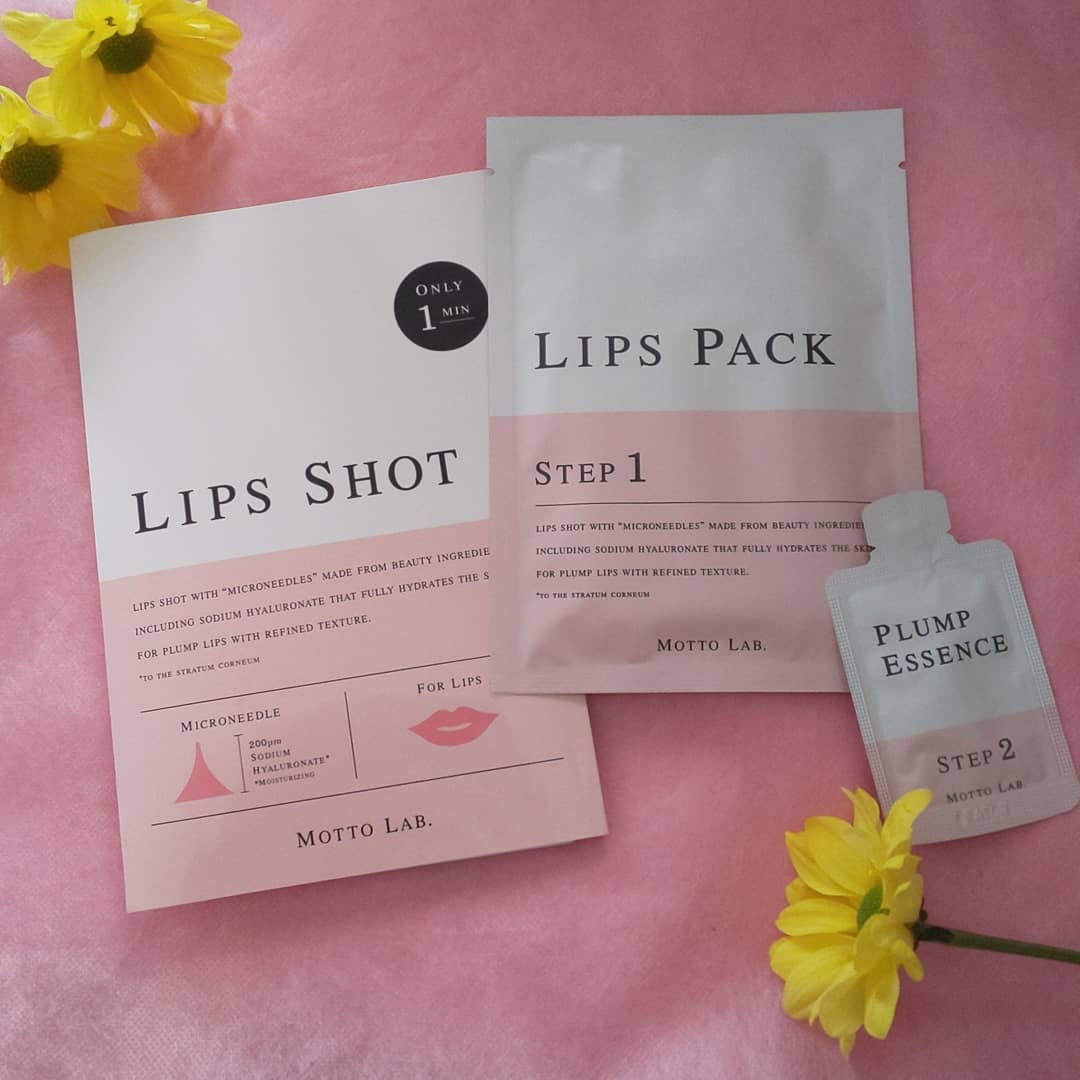 ONLY
1 MIN
LIPS SHOT
LIPS SHOT WITH "MICRONEEDLES" MADE FROM BEAUTY
INCLUDING SODIUM HYALURONATE THAT FULLY HYDRATES THE
FOR PLUMP LIPS WITH REFINED TEXTURE.
*TO THE STRATUM CORNEUM
MICRONEEDLE
200μm
SODIUM
HYALURONATE*
*MOISTURIZING
FOR LIPS
MOTTO LAB.
LIPS PACK
STEP 1
LIPS SHOT WITH "MICRONEEDLES" MADE FROM BEAUTY
INCLUDING SODIUM HYALURONATE THAT FULLY HYDRATES THE
FOR PLUMP LIPS WITH REFINED TEXTURE.
*TO THE STRATUM CORNEUM
MOTTO LAB.
PLUMP
ESSENCE
STEP 2
MOTTO LAB.